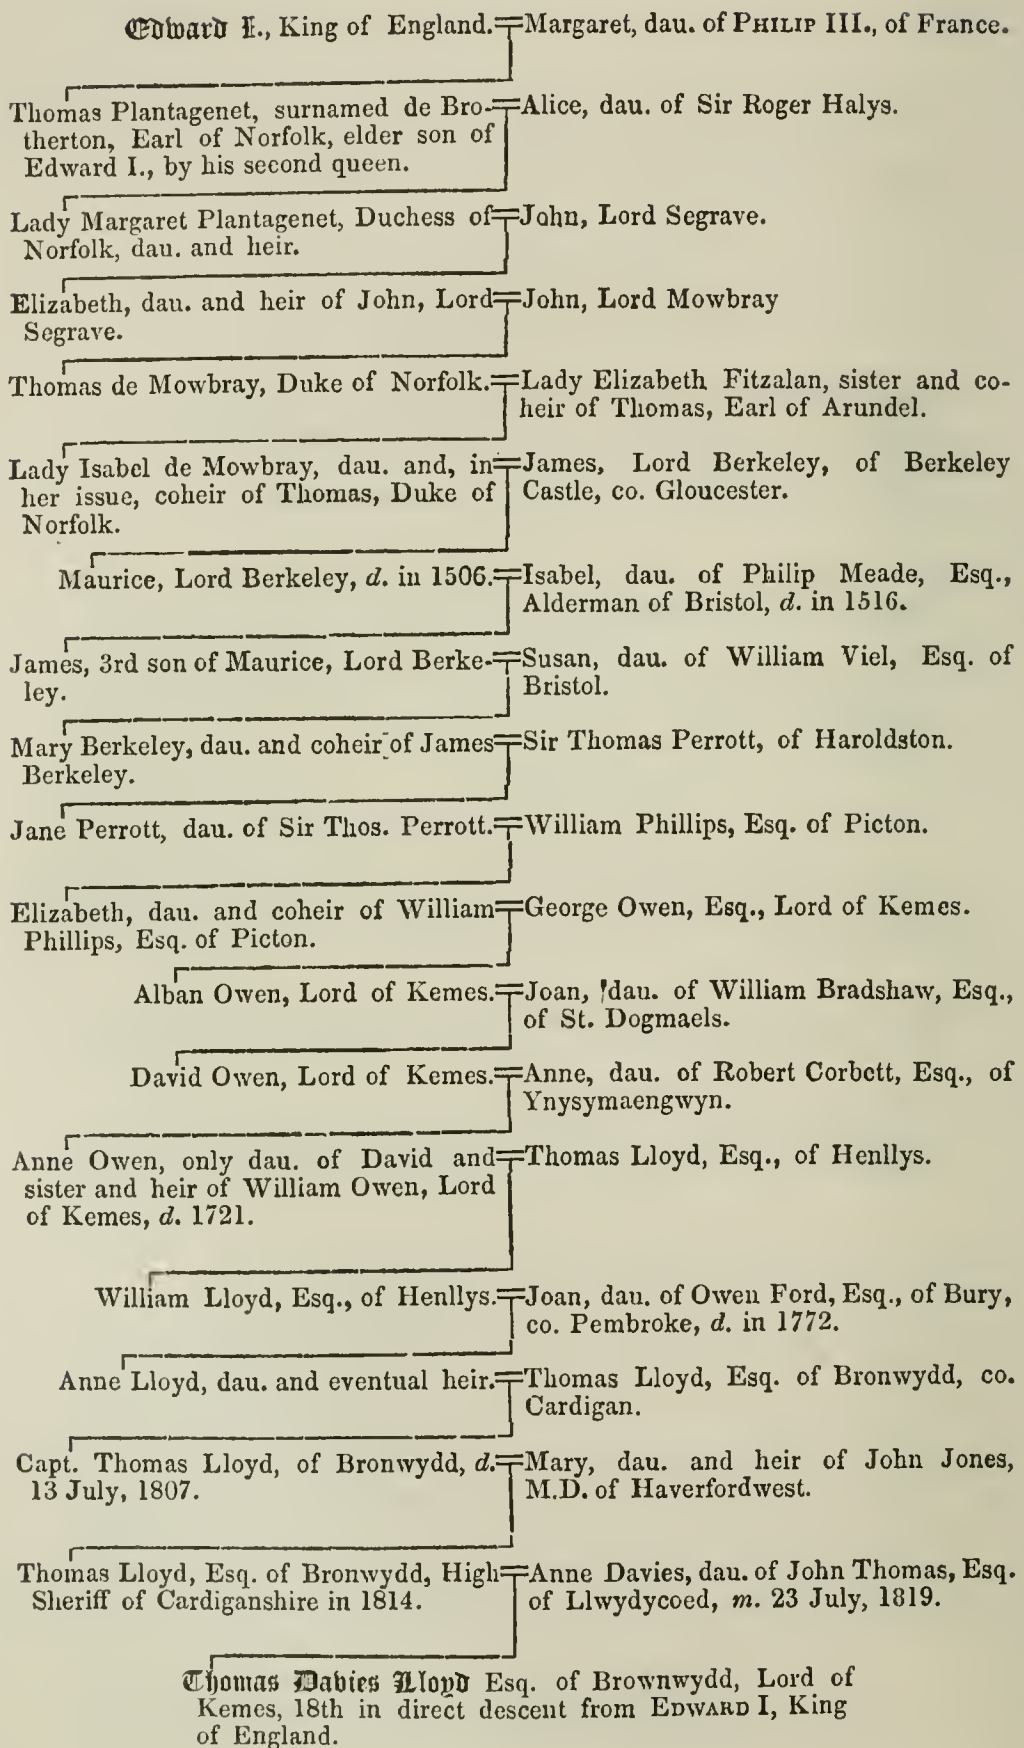 Edward I., King of England.=Margaret, dau. of PHILIP III., of France.
Thomas Plantagenet, surnamed de Bro-
therton, Earl of Norfolk, elder son of
Edward I., by his second queen.
=Alice, dau. of Sir Roger Halys.
Lady Margaret Plantagenet, Duchess of
Norfolk, dau. and heir.
=John, Lord Segrave.
Elizabeth, dau. and heir of John, Lord
Segrave.
=John, Lord Mowbray
Thomas de Mowbray, Duke of Norfolk.
=Lady Elizabeth Fitzalan, sister and co-
heir of Thomas, Earl of Arundel.
Lady Isabel de Mowbray, dau. and, in
her issue, coheir of Thomas, Duke of
Norfolk.
=James, Lord Berkeley, of Berkeley
Castle, co. Gloucester.
Maurice, Lord Berkeley, d. in 1506.
=Isabel, dau. of Philip Meade, Esq.,
Alderman of Bristol, d. in 1516.
James, 3rd son of Maurice, Lord Berke-
ley.
=Susan, dau. of William Viel, Esq. of
Bristol.
Mary Berkeley, dau. and coheir of James
Berkeley.
=Sir Thomas Perrott, of Haroldston.
Jane Perrott, dau. of Sir Thos. Perrott.
=William Phillips, Esq. of Picton.
Elizabeth, dau. and coheir of William
Phillips, Esq. of Picton.
=George Owen, Esq., Lord of Kemes.
Alban Owen, Lord of Kemes.
=Joan, dau. of William Bradshaw, Esq.,
of St. Dogmaels.
David Owen, Lord of Kemes.
=Anne, dau. of Robert Corbett, Esq., of
Ynysymaengwyn.
Anne Owen, only dau. of David and
sister and heir of William Owen, Lord
of Kemes, d. 1721.
=Thomas Lloyd, Esq., of Henllys.
William Lloyd, Esq., of Henllys.
=Joan, dau. of Owen Ford, Esq., of Bury,
co. Pembroke, d. in 1772.
Anne Lloyd, dau. and eventual heir.
=Thomas Lloyd, Esq. of Bronwydd, co.
Cardigan.
Capt. Thomas Lloyd, of Bronwydd, d.
13 July, 1807.
=Mary, dau. and heir of John Jones,
M.D. of Haverfordwest.
Thomas Lloyd, Esq. of Bronwydd, High
Sheriff of Cardiganshire in 1814.
=Anne Davies, dau. of John Thomas, Esq.
of Llwydycoed, m. 23 July, 1819.
Thomas Davies Lloyd Esq. of Brownwydd, Lord of
Kemes, 18th in direct descent from EDWARD I, King
of England.